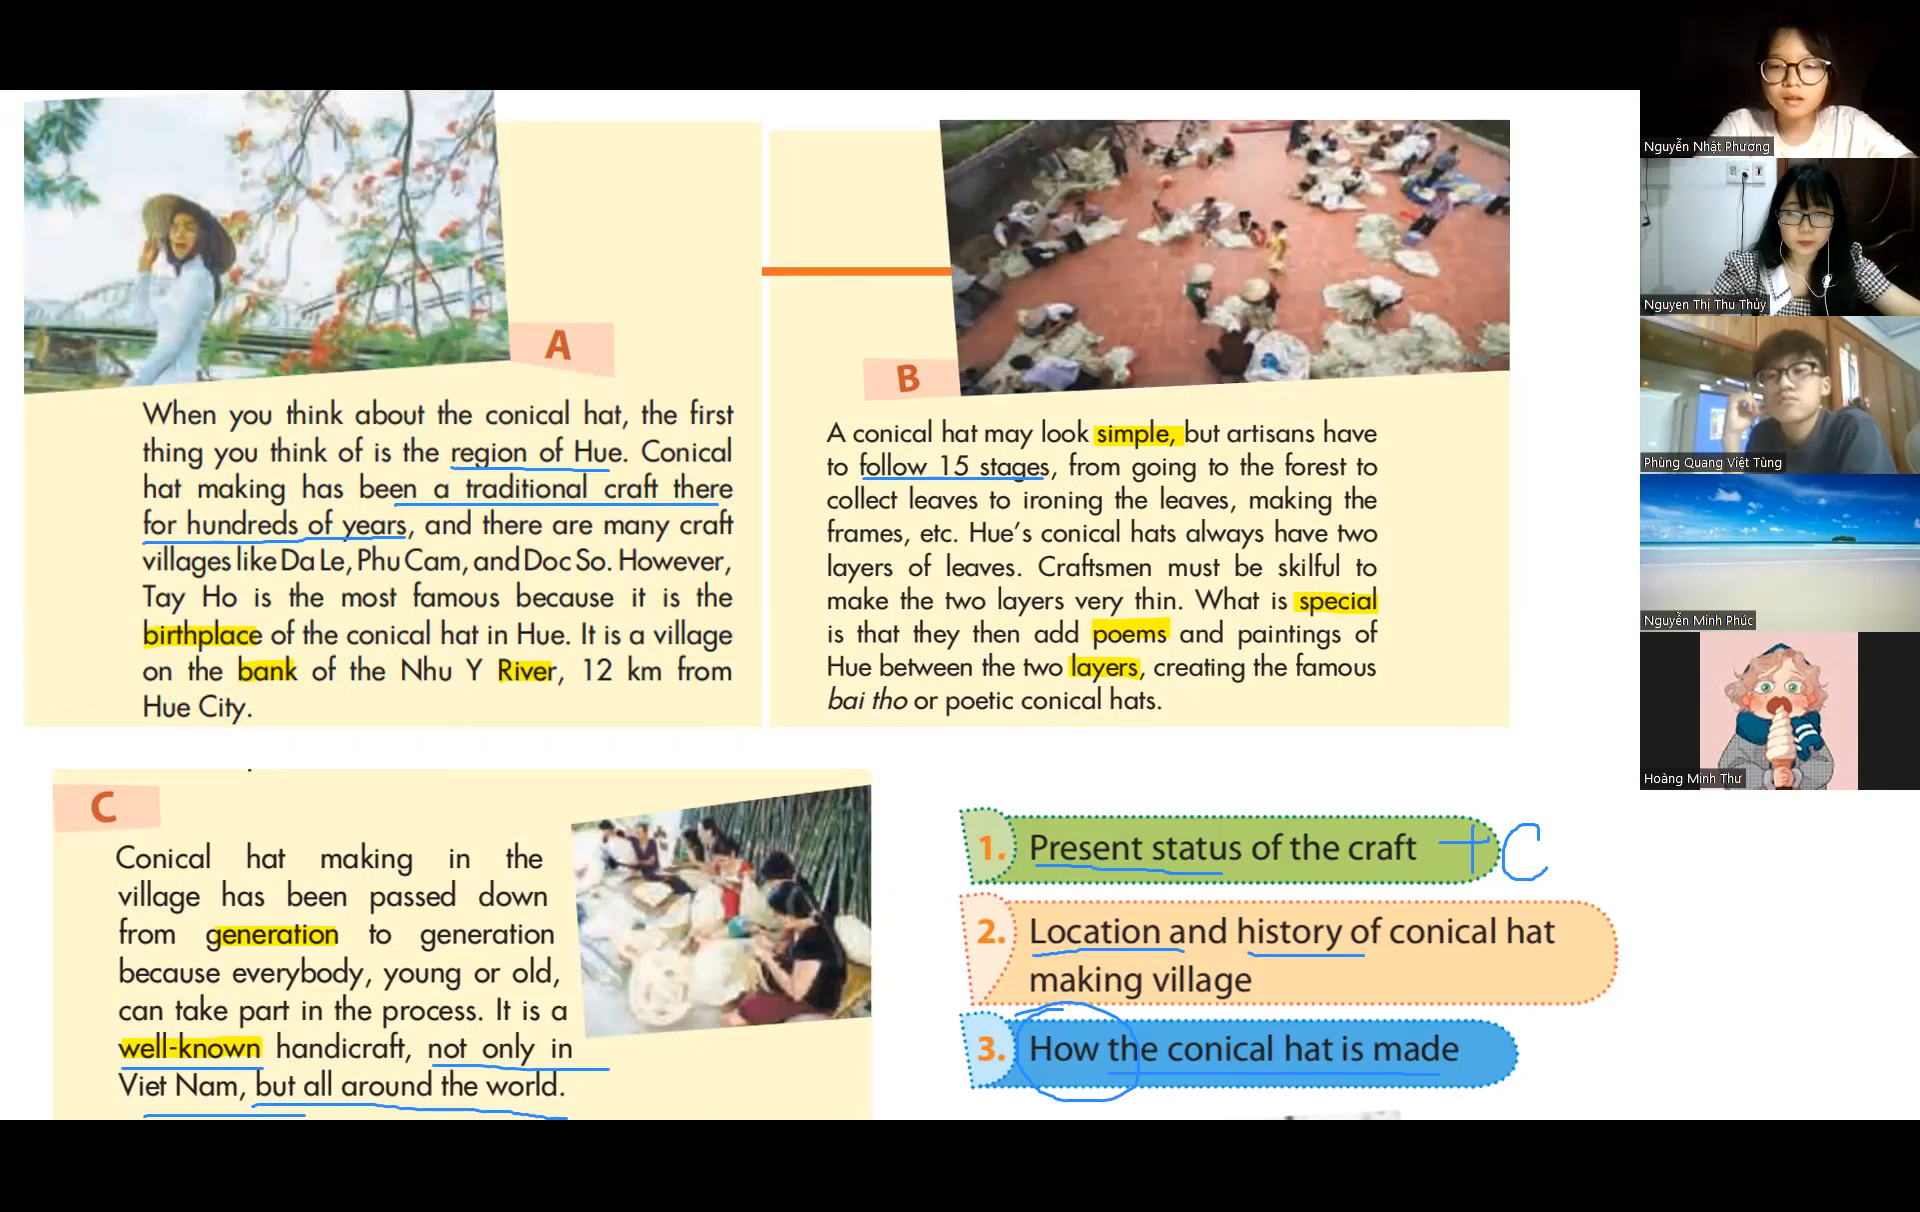 A
When you think about the conical hat, the first
thing you think of is the region of Hue. Conical
hat making has been a traditional craft there
for hundreds of years, and there are many craft
villages like Da Le, Phu Cam, and Doc So. However,
Tay Ho is the most famous because it is the
birthplace of the conical hat in Hue. It is a village
on the bank of the Nhu Y River, 12 km from
Hue City.
B
A conical hat may look simple, but artisans have
to follow 15 stages, from going to the forest to
collect leaves to ironing the leaves, making the
frames, etc. Hue's conical hats always have two
layers of leaves. Craftsmen must be skilful to
make the two layers very thin. What is special
is that they then add poems and paintings of
Hue between the two layers, creating the famous
bai tho or poetic conical hats.
C
Conical hat making in the
village has been passed down
from generation to generation
because everybody, young or old,
can take part in the process. It is a
well-known handicraft, not only in
Viet Nam, but all around the world.
1. Present status of the craft + C
2. Location and history of conical hat
making village
3. How the conical hat is made
Nguyễn Nhật Phương
Nguyen Thị Thu Thủy
Phùng Quang Việt Tùng
Nguyễn Minh Phúc
Hoàng Minh Thư